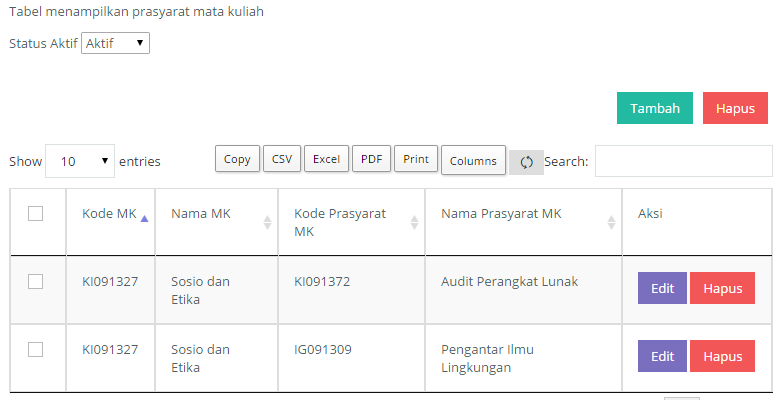 Tabel menampilkan prasyarat mata kuliah
Status Aktif Aktif
Tambah Hapus
Show 10 entries Copy CSV Excel PDF Print Columns Search:
Kode MK Nama MK Kode Prasyarat MK Nama Prasyarat MK Aksi
KI091327 Sosio dan Etika KI091372 Audit Perangkat Lunak Edit Hapus
KI091327 Sosio dan Etika IG091309 Pengantar Ilmu Lingkungan Edit Hapus